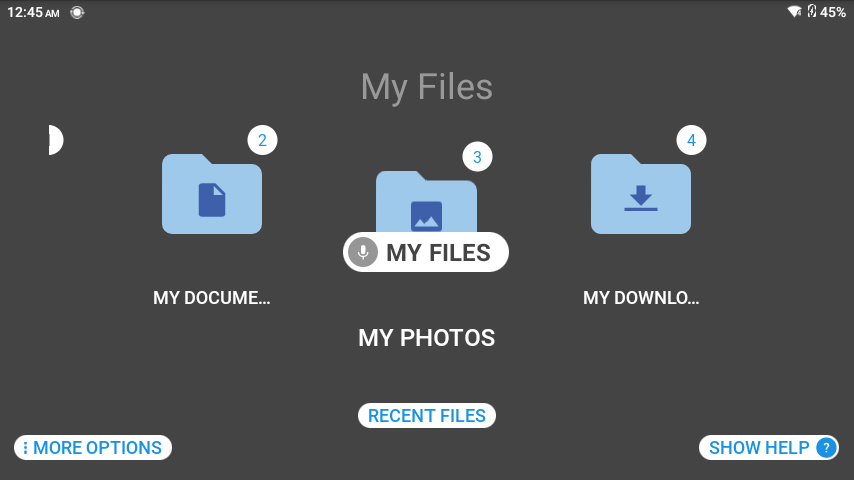 12:45 AM
45%
My Files
2
3
4
MY FILES
MY DOCUME...
MY DOWNLO...
MY PHOTOS
RECENT FILES
MORE OPTIONS
SHOW HELP ?